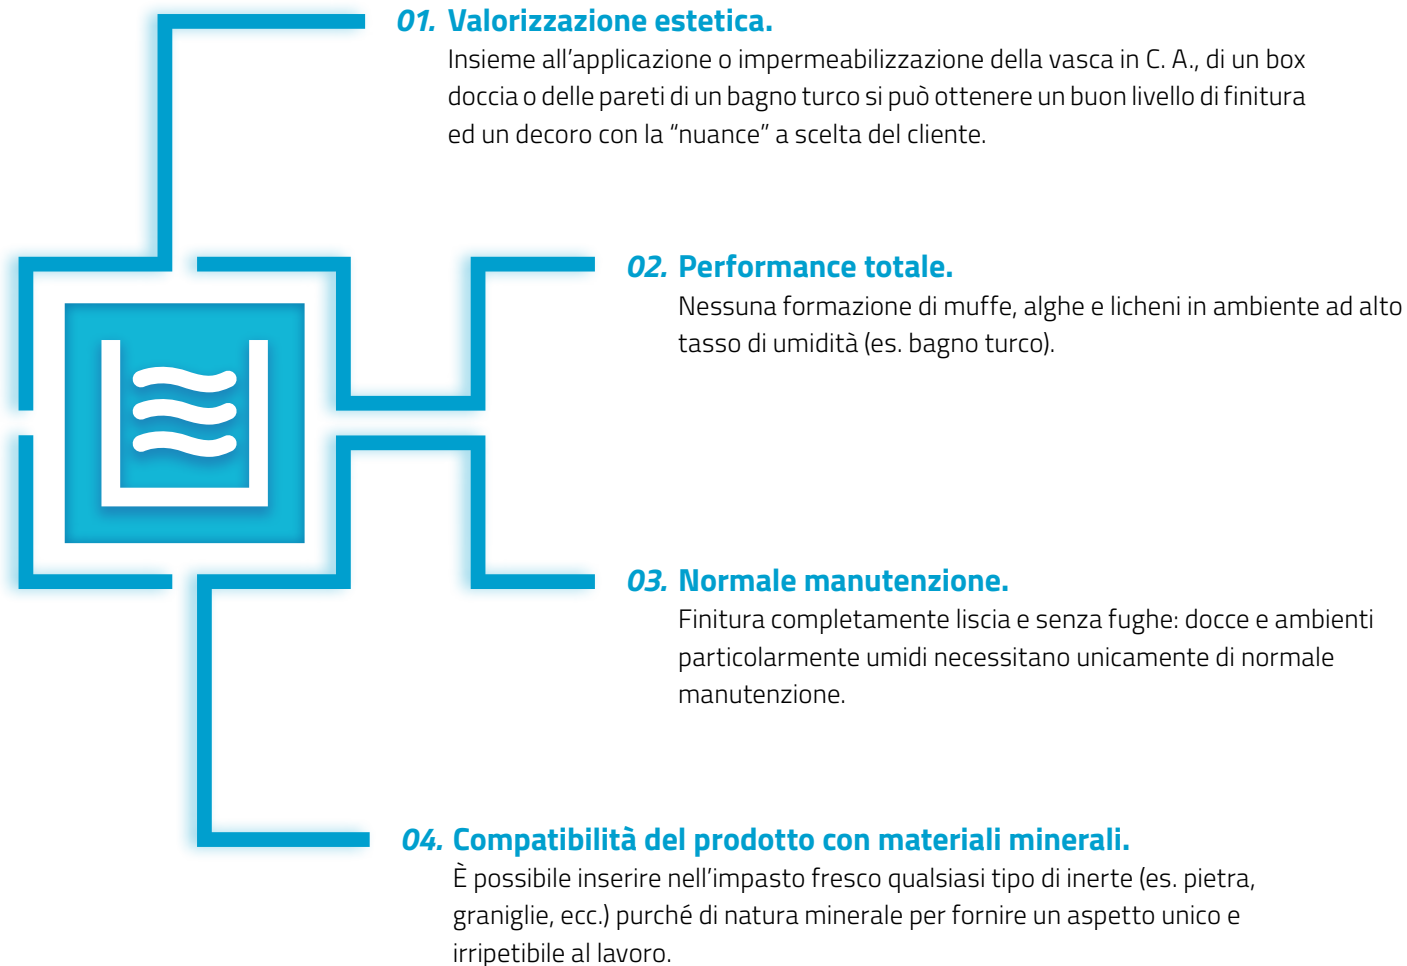 01. Valorizzazione estetica.
Insieme all’applicazione o impermeabilizzazione della vasca in C. A., di un box
doccia o delle pareti di un bagno turco si può ottenere un buon livello di finitura
ed un decoro con la “nuance” a scelta del cliente.
02. Performance totale.
Nessuna formazione di muffe, alghe e licheni in ambiente ad alto
tasso di umidità (es. bagno turco).
03. Normale manutenzione.
Finitura completamente liscia e senza fughe: docce e ambienti
particolarmente umidi necessitano unicamente di normale
manutenzione.
04. Compatibilità del prodotto con materiali minerali.
È possibile inserire nell’impasto fresco qualsiasi tipo di inerte (es. pietra,
graniglie, ecc.) purché di natura minerale per fornire un aspetto unico e
irripetibile al lavoro.